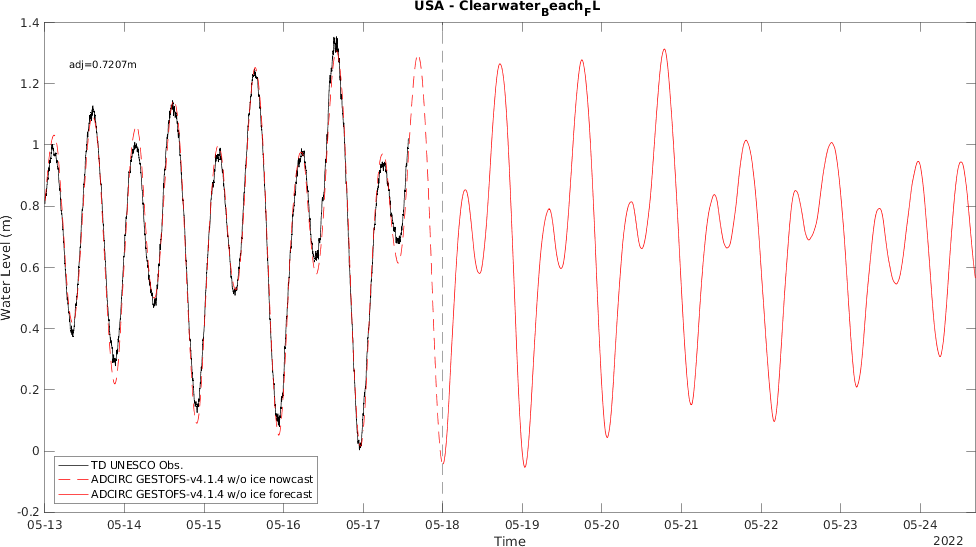 USA - Clearwater_Beach_FL
1.4
adj=0.7207m
1.2
1
0.8
0.6
0.4
0.2
0
-0.2
Water Level (m)
TD UNESCO Obs.
ADCIRC GESTOFS-v4.1.4 w/o ice nowcast
ADCIRC GESTOFS-v4.1.4 w/o ice forecast
05-13 05-14 05-15 05-16 05-17 05-18 05-19 05-20 05-21 05-22 05-23 05-24
Time
2022